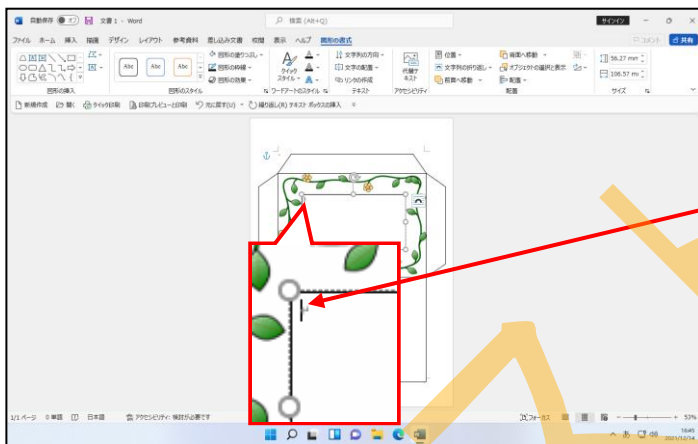 自動保存 オフ 文書 1 - Word 検索 (Alt+Q) サインイン
ファイル ホーム 挿入 描画 デザイン レイアウト 参考資料 差し込み文書 校閲 表示 ヘルプ 図形の書式 コメント 共有
図形の塗りつぶし 文字列の方向 位置 前面へ移動 56.27 mm
Abc Abc Abc 図形の枠線 クイック スタイル 文字の配置 代替テキスト 文字列の折り返し オブジェクトの選択と表示
図形の効果 リンクの作成 背面へ移動 配置 106.57 mm
図形の挿入 図形のスタイル ワードアートのスタイル テキスト アクセシビリティ 配置 サイズ
新規作成 開く クイック印刷 印刷プレビューと印刷 元に戻す(U) 繰り返し(R) テキスト ボックスの挿入
1/1 ページ 0 単語 日本語 アクセシビリティ: 検討が必要です フォーカス 53%
あ 16:49